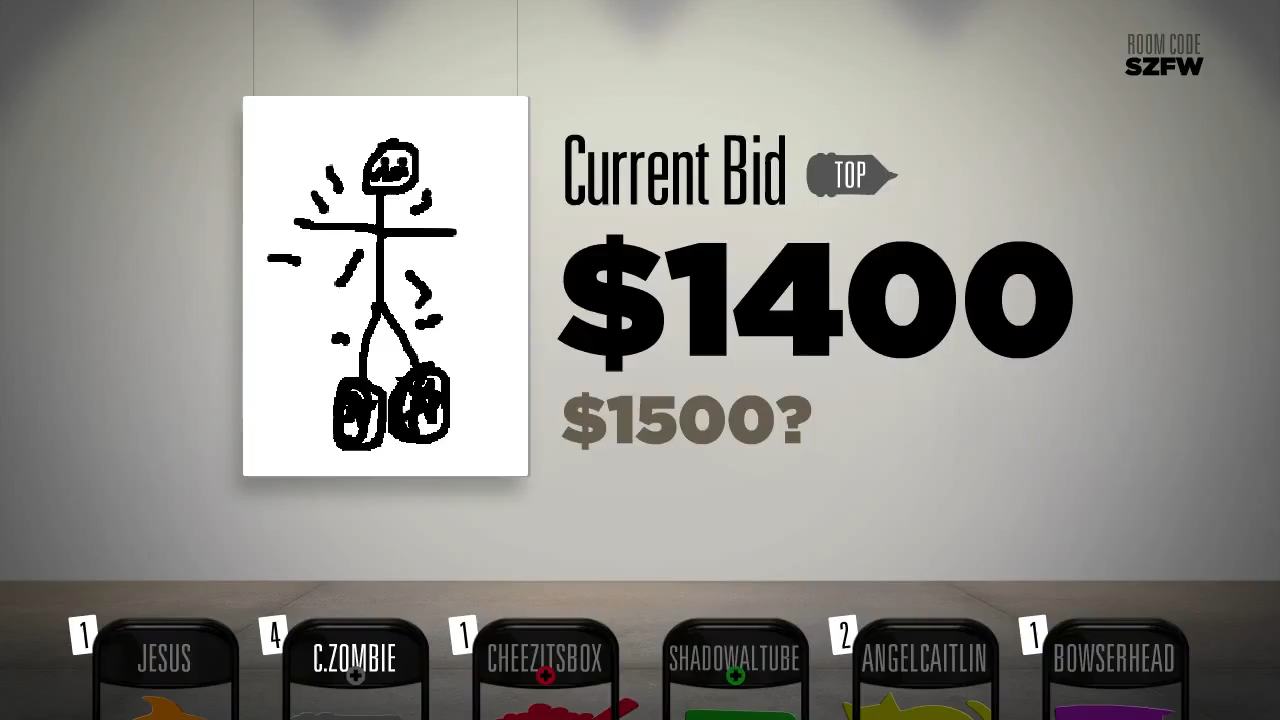 ROOM CODE
SZFW
Current Bid TOP
$1400
$1500?
1 JESUS 4 C.ZOMBIE 1 CHEEZITSBOX SHADOWALTUBE 2 ANGELCAITLIN 1 BOWSERHEAD